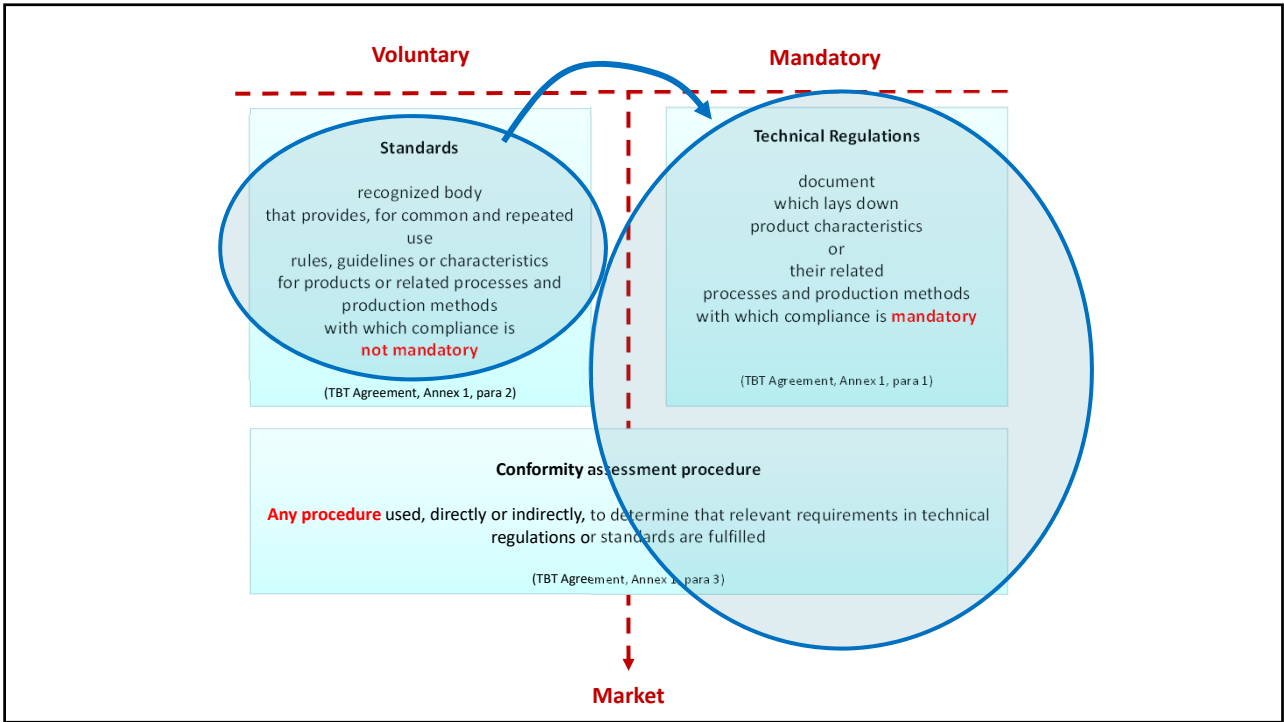 Voluntary
Mandatory
Standards
recognized body
that provides, for common and repeated
use
rules, guidelines or characteristics
for products or related processes and
production methods
with which compliance is
not mandatory
(TBT Agreement, Annex 1, para 2)
Technical Regulations
document
which lays down
product characteristics
or
their related
processes and production methods
with which compliance is mandatory
(TBT Agreement, Annex 1, para 1)
Conformity assessment procedure
Any procedure used, directly or indirectly, to determine that relevant requirements in technical
regulations or standards are fulfilled
(TBT Agreement, Annex 1, para 3)
Market